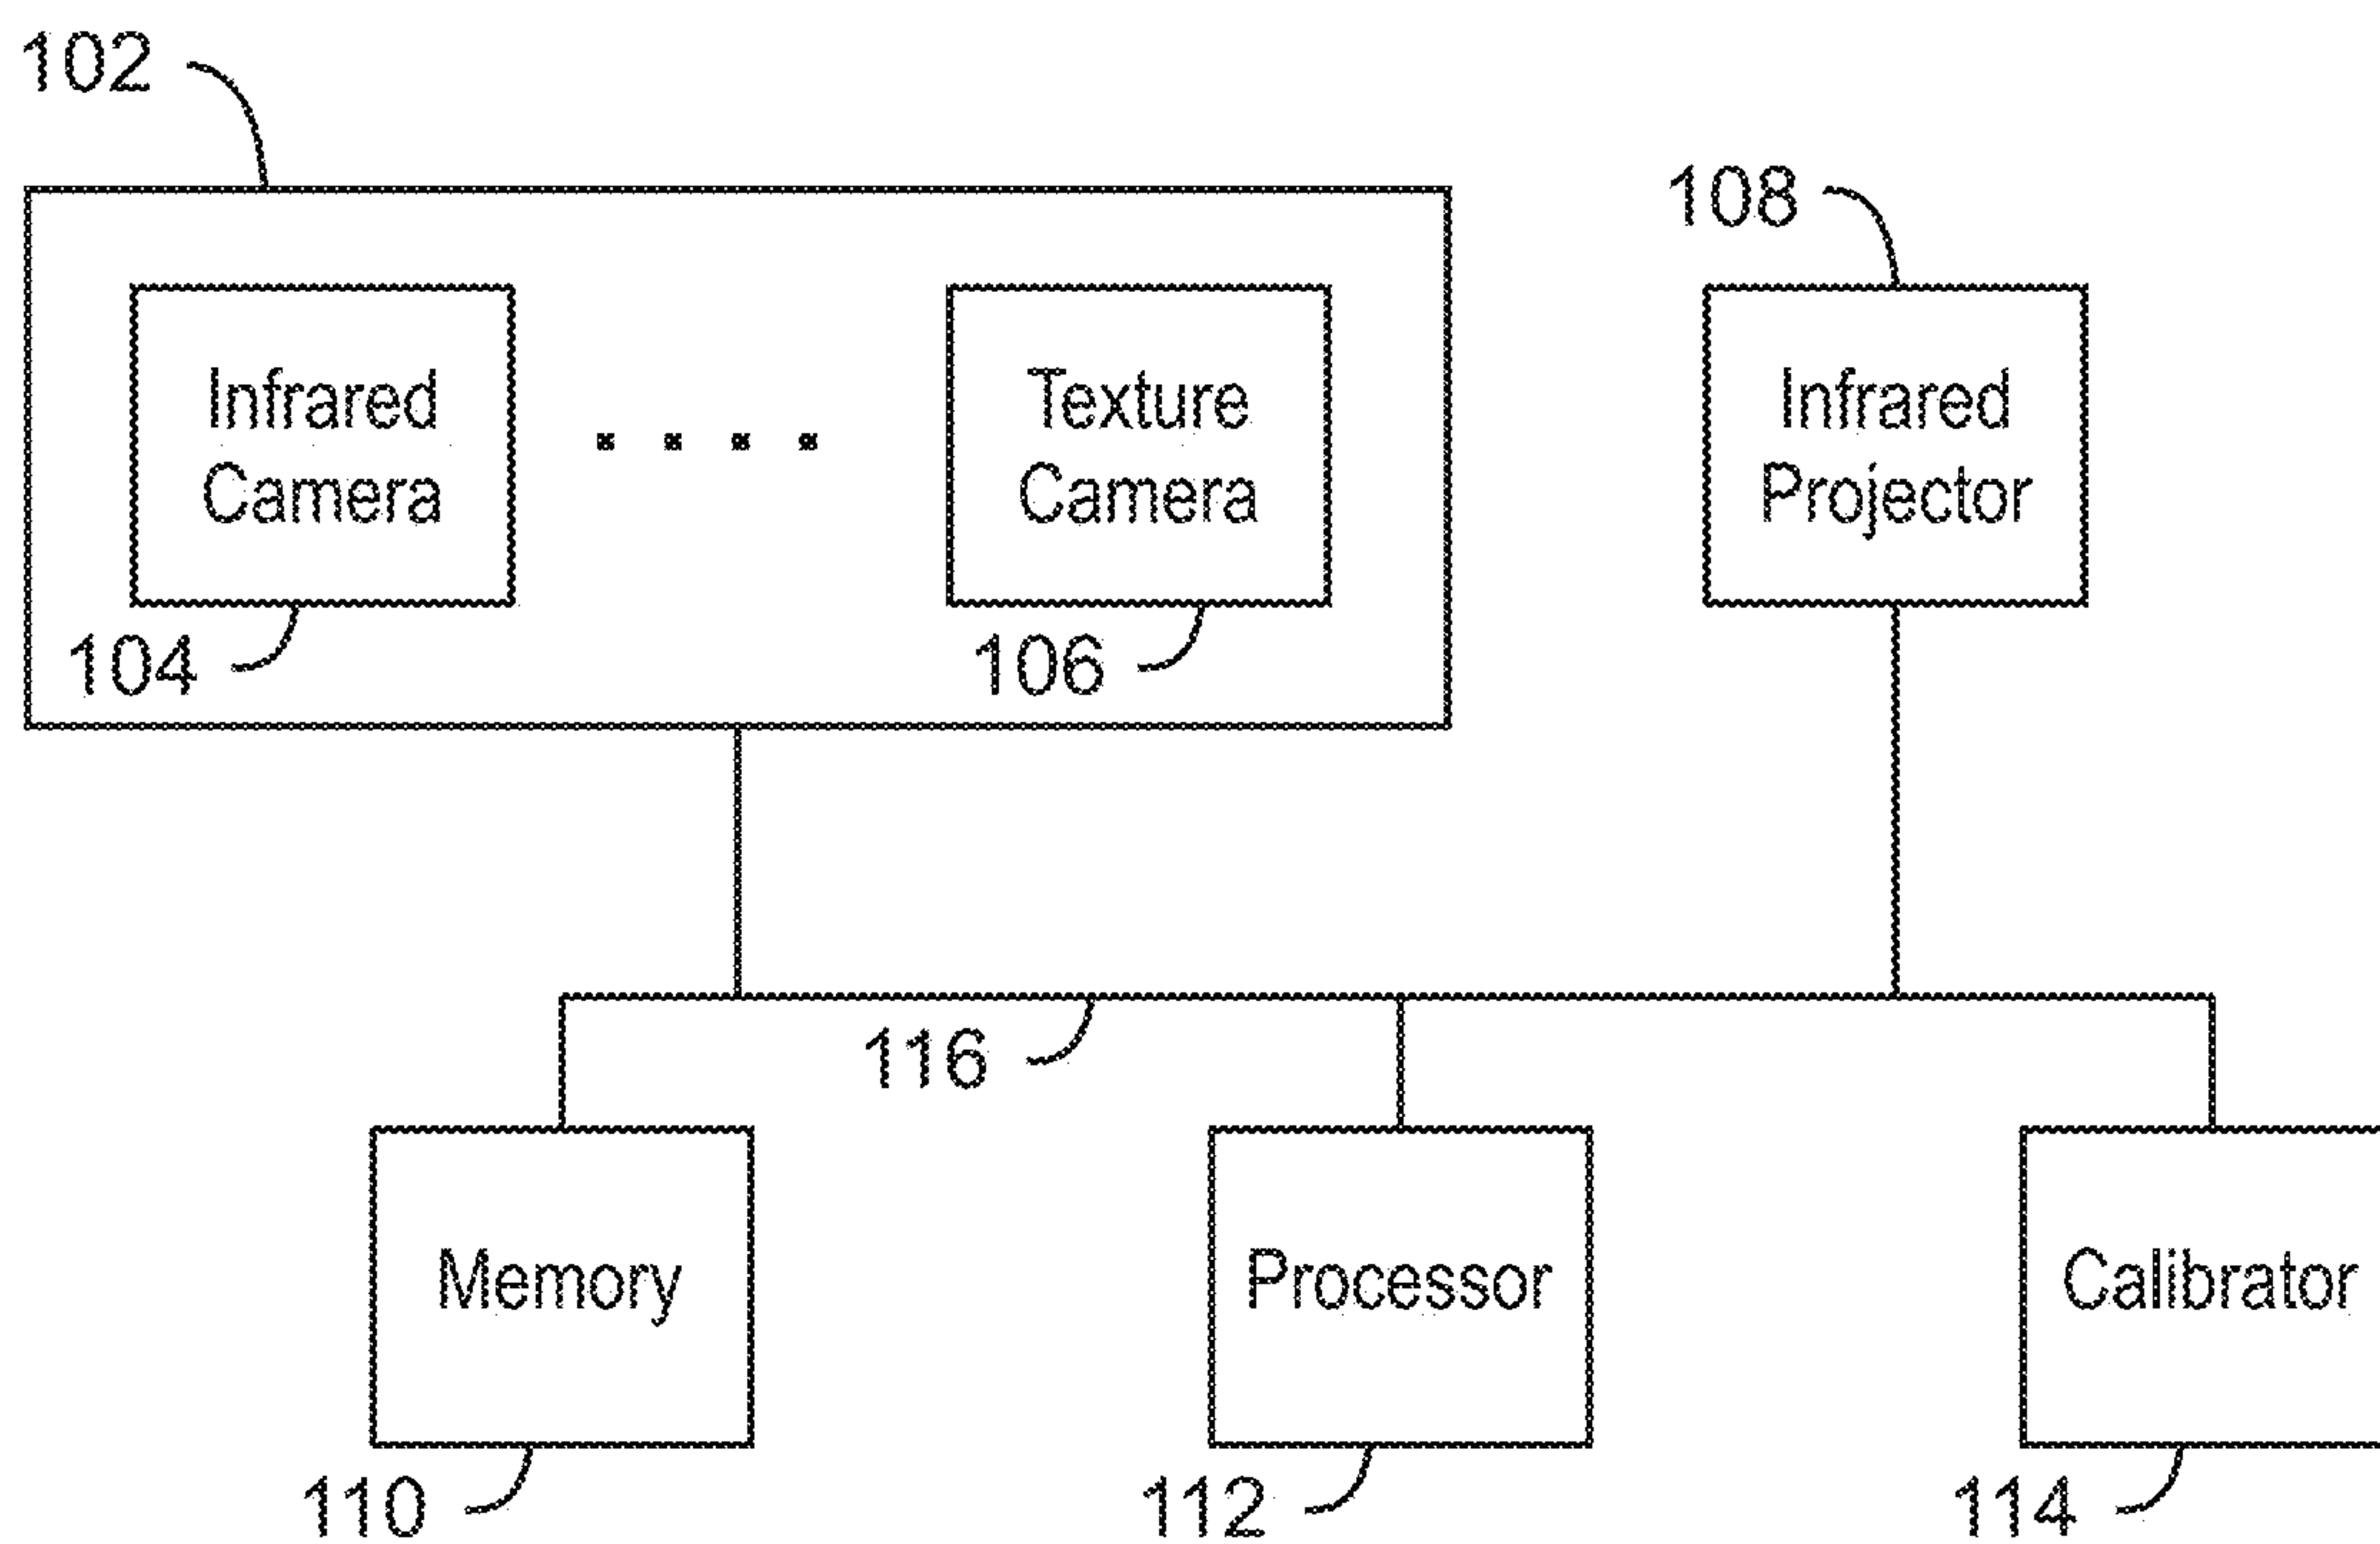 102
108
Infrared
Camera
. . . .
Texture
Camera
Infrared
Projector
104
106
116
Memory
Processor
Calibrator
110
112
114